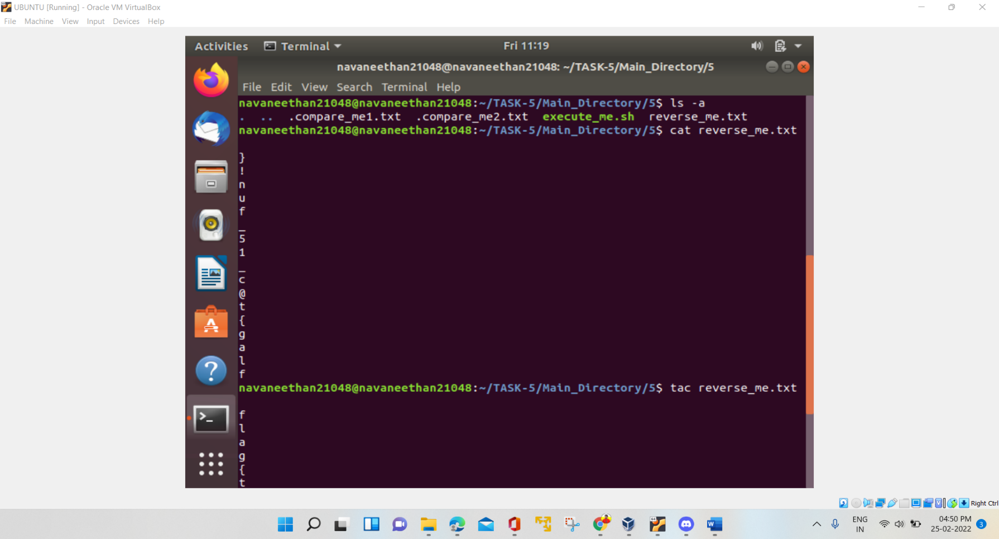 UBUNTU [Running] - Oracle VM VirtualBox
File Machine View Input Devices Help
Activities Terminal Fri 11:19
navaneethan21048@navaneethan21048: ~/TASK-5/Main_Directory/5
File Edit View Search Terminal Help
navaneethan21048@navaneethan21048:~/TASK-5/Main_Directory/5$ ls -a
. .. .compare_me1.txt .compare_me2.txt execute_me.sh reverse_me.txt
navaneethan21048@navaneethan21048:~/TASK-5/Main_Directory/5$ cat reverse_me.txt
}
!
n
u
f
_
5
1
_
c
@
t
{
g
a
l
f
navaneethan21048@navaneethan21048:~/TASK-5/Main_Directory/5$ tac reverse_me.txt
f
l
a
g
{
t
Right Ctrl
ENG
IN
04:50 PM
25-02-2022
3